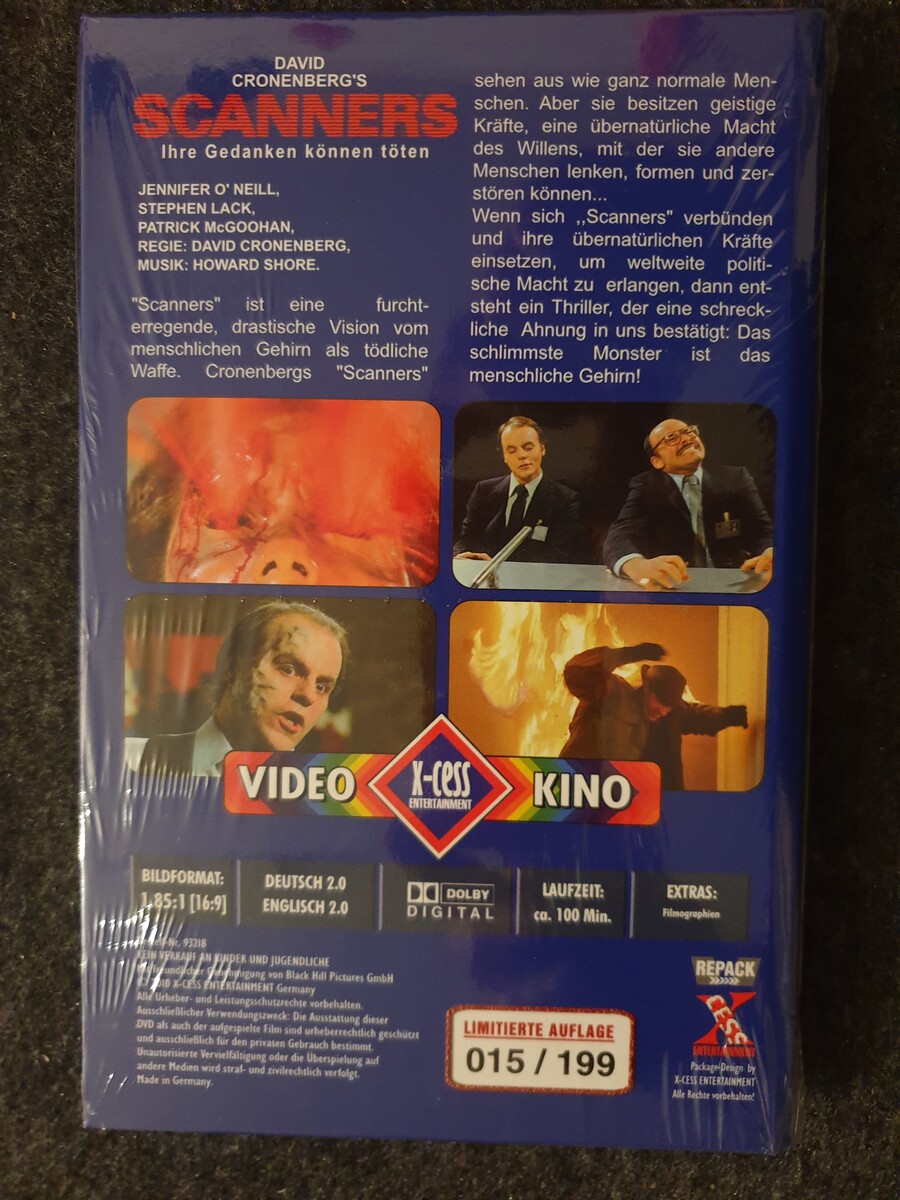 DAVID
CRONENBERG'S
SCANNERS
Ihre Gedanken können töten
JENNIFER O' NEILL,
STEPHEN LACK,
PATRICK McGOOHAN,
REGIE: DAVID CRONENBERG,
MUSIK: HOWARD SHORE.
"Scanners" ist eine furcht-
erregende, drastische Vision vom
menschlichen Gehirn als tödliche
Waffe. Cronenbergs "Scanners"
sehen aus wie ganz normale Men-
schen. Aber sie besitzen geistige
Kräfte, eine übernatürliche Macht
des Willens, mit der sie andere
Menschen lenken, formen und zer-
stören können...
Wenn sich ,,Scanners" verbünden
und ihre übernatürlichen Kräfte
einsetzen, um weltweite politi-
sche Macht zu erlangen, dann ent-
steht ein Thriller, der eine schreck-
liche Ahnung in uns bestätigt: Das
schlimmste Monster ist das
menschliche Gehirn!
VIDEO X-CESS ENTERTAINMENT KINO
BILDFORMAT:
1.85:1 [16:9]
DEUTSCH 2.0
ENGLISCH 2.0
DOLBY
DIGITAL
LAUFZEIT:
ca. 100 Min.
EXTRAS:
Filmographien
93218
KEIN VERKAUF AN KINDER UND JUGENDLICHE
Mit freundlicher Genehmigung von Black Hill Pictures GmbH
X-CESS ENTERTAINMENT Germany
Alle Urheber- und Leistungsschutzrechte vorbehalten.
Ausschließlicher Verwendungszweck: Die Ausstattung dieser
DVD als auch der aufgespielte Film sind urheberrechtlich geschützt
und ausschließlich für den privaten Gebrauch bestimmt.
Unautorisierte Vervielfältigung oder die Überspielung auf
andere Medien wird straf- und zivilrechtlich verfolgt.
Made in Germany.
LIMITIERTE AUFLAGE
015 / 199
REPACK
X-CESS
ENTERTAINMENT
Package-Design by
X-CESS ENTERTAINMENT
Alle Rechte vorbehalten!